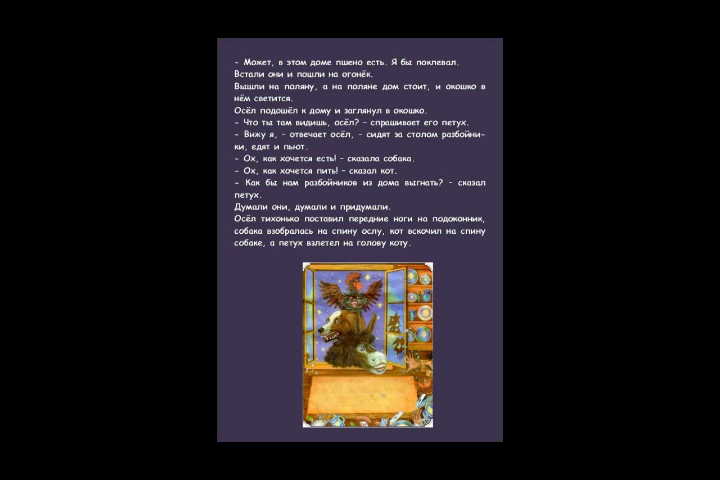 - Может, в этом доме пшено есть. Я бы поклевал.
Встали они и пошли на огонёк.
Вышли на поляну, а на поляне дом стоит, и окошко в
нём светится.
Осёл подошёл к дому и заглянул в окошко.
- Что ты там видишь, осёл? - спрашивает его петух.
- Вижу я, - отвечает осёл, - сидят за столом разбойни-
ки, едят и пьют.
- Ох, как хочется есть! - сказала собака.
- Ох, как хочется пить! - сказал кот.
- Как бы нам разбойников из дома выгнать? - сказал
петух.
Думали они, думали и придумали.
Осёл тихонько поставил передние ноги на подоконник,
собака взобралась на спину ослу, кот вскочил на спину
собаке, а петух взлетел на голову коту.